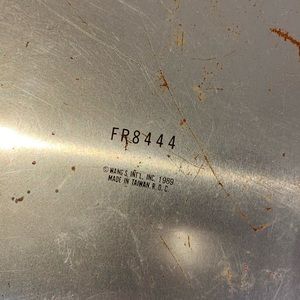 FR8444
© WANG'S INT'L, INC. 1989
MADE IN TAIWAN, R.O.C